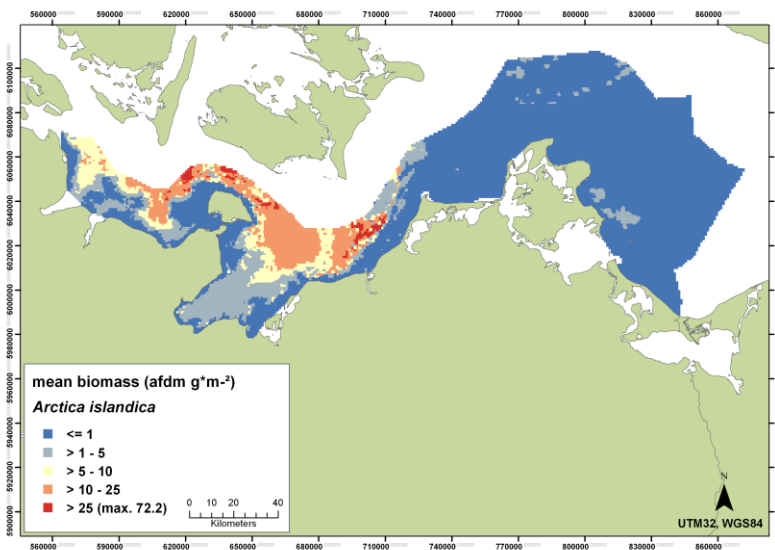 560000 590000 620000 650000 680000 710000 740000 770000 800000 830000 860000
6100000
6080000
6060000
6040000
6020000
6000000
5980000
5960000
5940000
5920000
5900000
mean biomass (afdm g*m-²)
Arctica islandica
<= 1
> 1 - 5
> 5 - 10
> 10 - 25
> 25 (max. 72.2)
0 10 20 40
Kilometers
N
UTM32, WGS84
560000 590000 620000 650000 680000 710000 740000 770000 800000 830000 860000